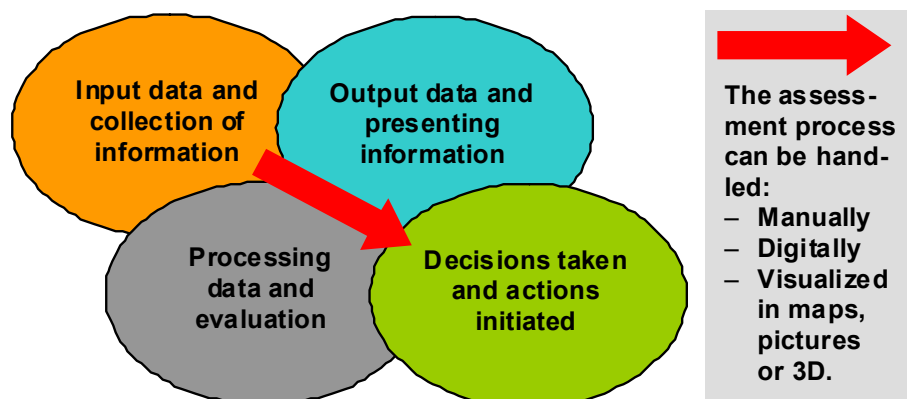 Input data and
collection of
information
Output data and
presenting
information
Processing
data and
evaluation
Decisions taken
and actions
initiated
The assess-
ment process
can be hand-
led:
– Manually
– Digitally
– Visualized
in maps,
pictures
or 3D.